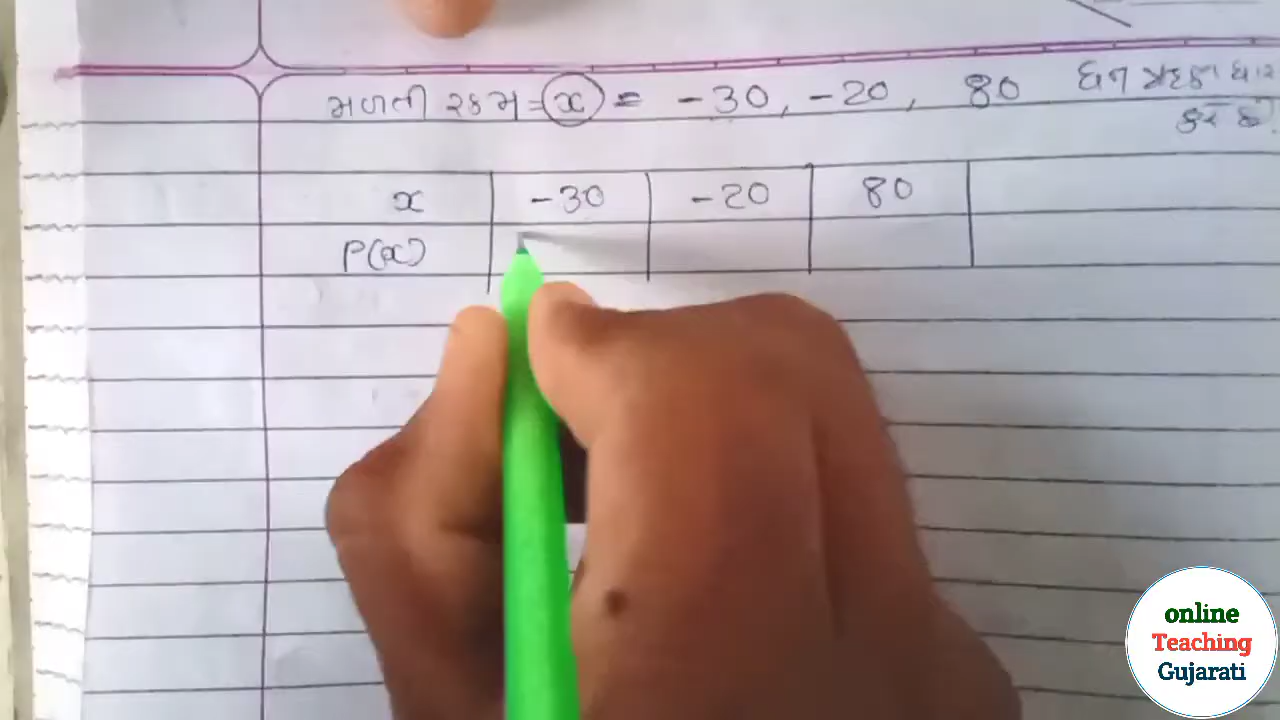 મળતી રકમ = x = -30, -20, 80
x -30 -20 80
P(x)
online
Teaching
Gujarati